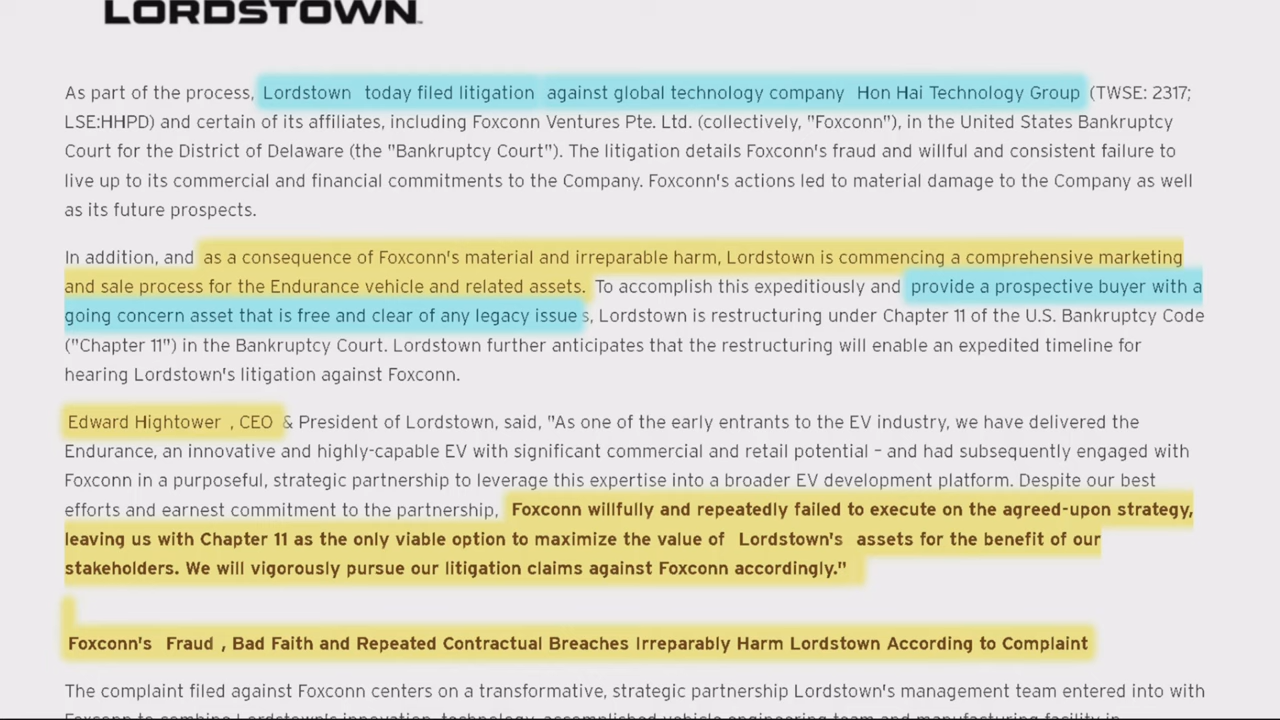 LORDSTOWN™
As part of the process, Lordstown today filed litigation against global technology company Hon Hai Technology Group (TWSE: 2317;
LSE:HHPD) and certain of its affiliates, including Foxconn Ventures Pte. Ltd. (collectively, "Foxconn"), in the United States Bankruptcy
Court for the District of Delaware (the "Bankruptcy Court"). The litigation details Foxconn's fraud and willful and consistent failure to
live up to its commercial and financial commitments to the Company. Foxconn's actions led to material damage to the Company as well
as its future prospects.
In addition, and as a consequence of Foxconn's material and irreparable harm, Lordstown is commencing a comprehensive marketing
and sale process for the Endurance vehicle and related assets. To accomplish this expeditiously and provide a prospective buyer with a
going concern asset that is free and clear of any legacy issues, Lordstown is restructuring under Chapter 11 of the U.S. Bankruptcy Code
("Chapter 11") in the Bankruptcy Court. Lordstown further anticipates that the restructuring will enable an expedited timeline for
hearing Lordstown's litigation against Foxconn.
Edward Hightower , CEO & President of Lordstown, said, "As one of the early entrants to the EV industry, we have delivered the
Endurance, an innovative and highly-capable EV with significant commercial and retail potential – and had subsequently engaged with
Foxconn in a purposeful, strategic partnership to leverage this expertise into a broader EV development platform. Despite our best
efforts and earnest commitment to the partnership, Foxconn willfully and repeatedly failed to execute on the agreed-upon strategy,
leaving us with Chapter 11 as the only viable option to maximize the value of Lordstown's assets for the benefit of our
stakeholders. We will vigorously pursue our litigation claims against Foxconn accordingly."
Foxconn's Fraud , Bad Faith and Repeated Contractual Breaches Irreparably Harm Lordstown According to Complaint
The complaint filed against Foxconn centers on a transformative, strategic partnership Lordstown's management team entered into with
Foxconn to combine Lordstown's innovation, technology, accomplished vehicle engineering team and manufacturing facility in